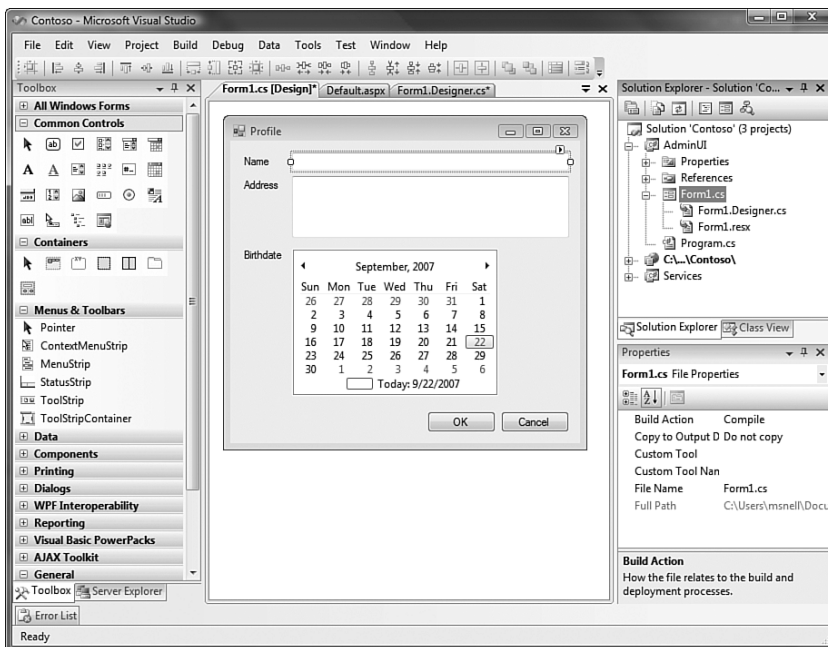 Contoso - Microsoft Visual Studio
File Edit View Project Build Debug Data Tools Test Window Help
Toolbox
All Windows Forms
Common Controls
Containers
Menus & Toolbars
Pointer
ContextMenuStrip
MenuStrip
StatusStrip
ToolStrip
ToolStripContainer
Data
Components
Printing
Dialogs
WPF Interoperability
Reporting
Visual Basic PowerPacks
AJAX Toolkit
General
Toolbox Server Explorer
Error List
Ready
Form1.cs [Design]* Default.aspx Form1.Designer.cs*
Profile
Name
Address
Birthdate
September, 2007
Sun Mon Tue Wed Thu Fri Sat
26 27 28 29 30 31 1
2 3 4 5 6 7 8
9 10 11 12 13 14 15
16 17 18 19 20 21 22
23 24 25 26 27 28 29
30 1 2 3 4 5 6
Today: 9/22/2007
OK Cancel
Solution Explorer - Solution 'Co...
Solution 'Contoso' (3 projects)
AdminUI
Properties
References
Form1.cs
Form1.Designer.cs
Form1.resx
Program.cs
C:\...\Contoso\
Services
Solution Explorer Class View
Properties
Form1.cs File Properties
Build Action Compile
Copy to Output D Do not copy
Custom Tool
Custom Tool Nan
File Name Form1.cs
Full Path C:\Users\msnell\Docu
Build Action
How the file relates to the build and
deployment processes.